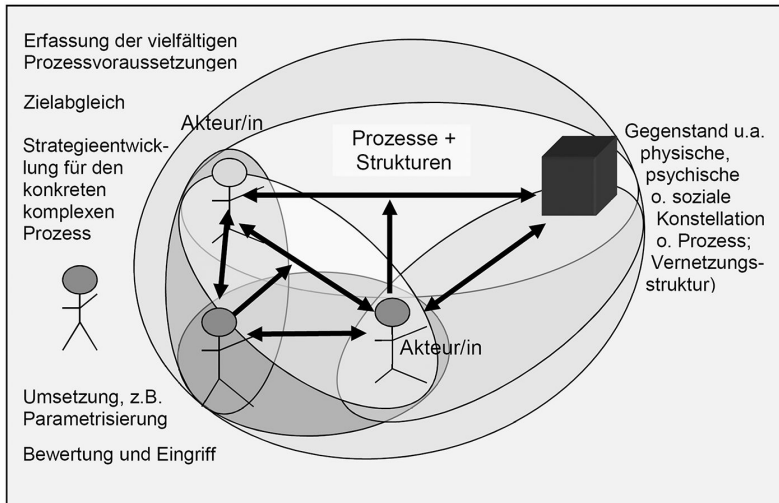 Erfassung der vielfältigen
Prozessvoraussetzungen
Zielabgleich
Strategieentwick-
lung für den
konkreten
komplexen
Prozess
Umsetzung, z.B.
Parametrisierung
Bewertung und Eingriff
Akteur/in
Prozesse +
Strukturen
Akteur/in
Gegenstand u.a.
physische,
psychische
o. soziale
Konstellation
o. Prozess;
Vernetzungs-
struktur)